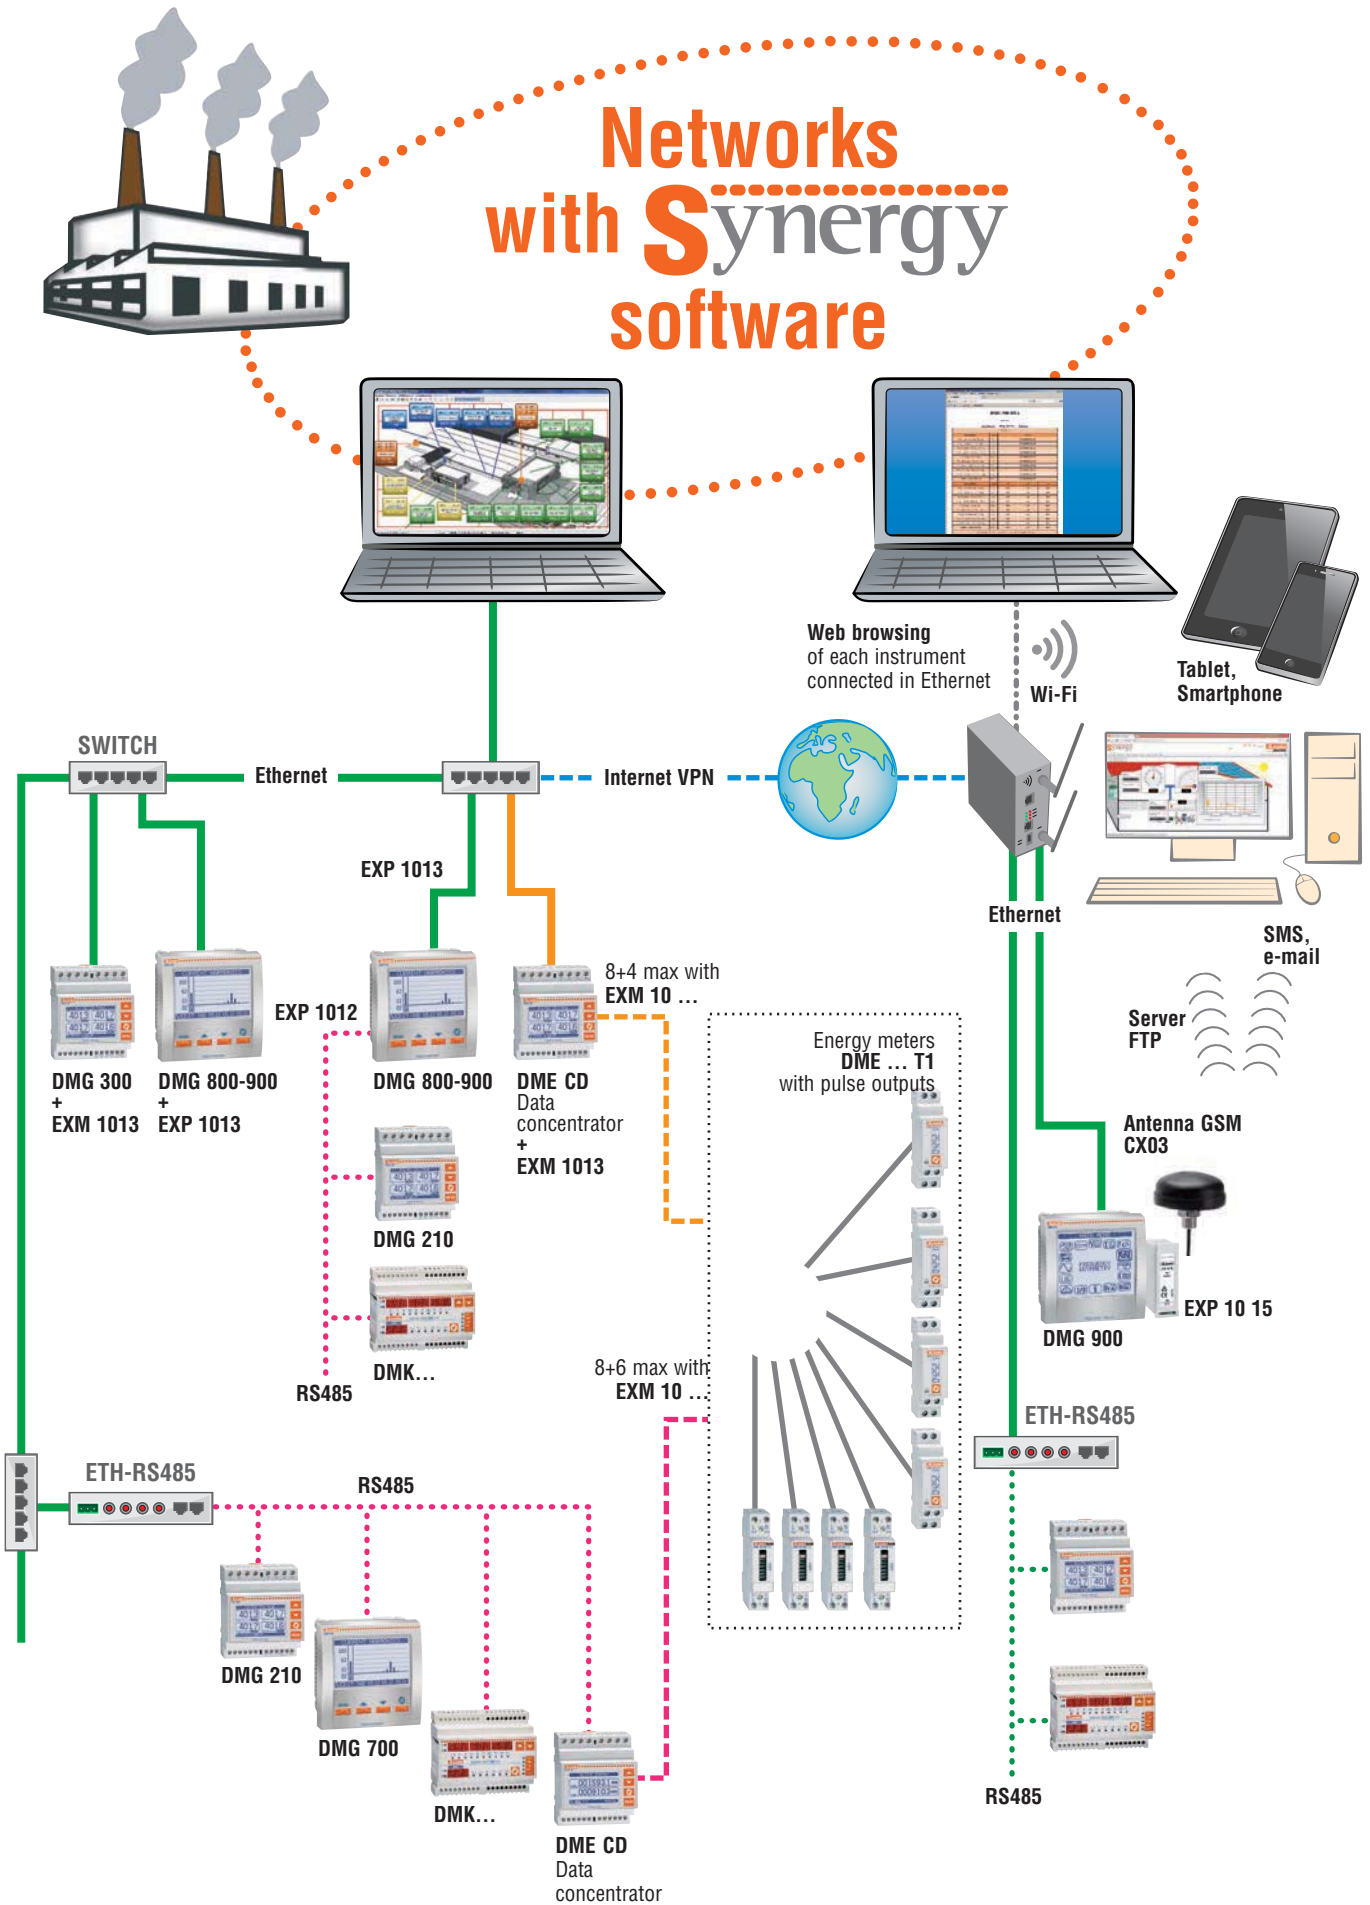 Networks
with Synergy
software
Web browsing
of each instrument
connected in Ethernet
Wi-Fi
Tablet,
Smartphone
SWITCH
Ethernet
Internet VPN
EXP 1013
Ethernet
SMS,
e-mail
Server
FTP
8+4 max with
EXM 10 ...
EXP 1012
Energy meters
DME ... T1
with pulse outputs
DMG 300
+
EXM 1013
DMG 800-900
+
EXP 1013
DMG 800-900
DME CD
Data
concentrator
+
EXM 1013
Antenna GSM
CX03
DMG 210
EXP 10 15
DMG 900
DMK...
RS485
8+6 max with
EXM 10 ...
ETH-RS485
ETH-RS485
RS485
DMG 210
DMG 700
DMK...
RS485
DME CD
Data
concentrator